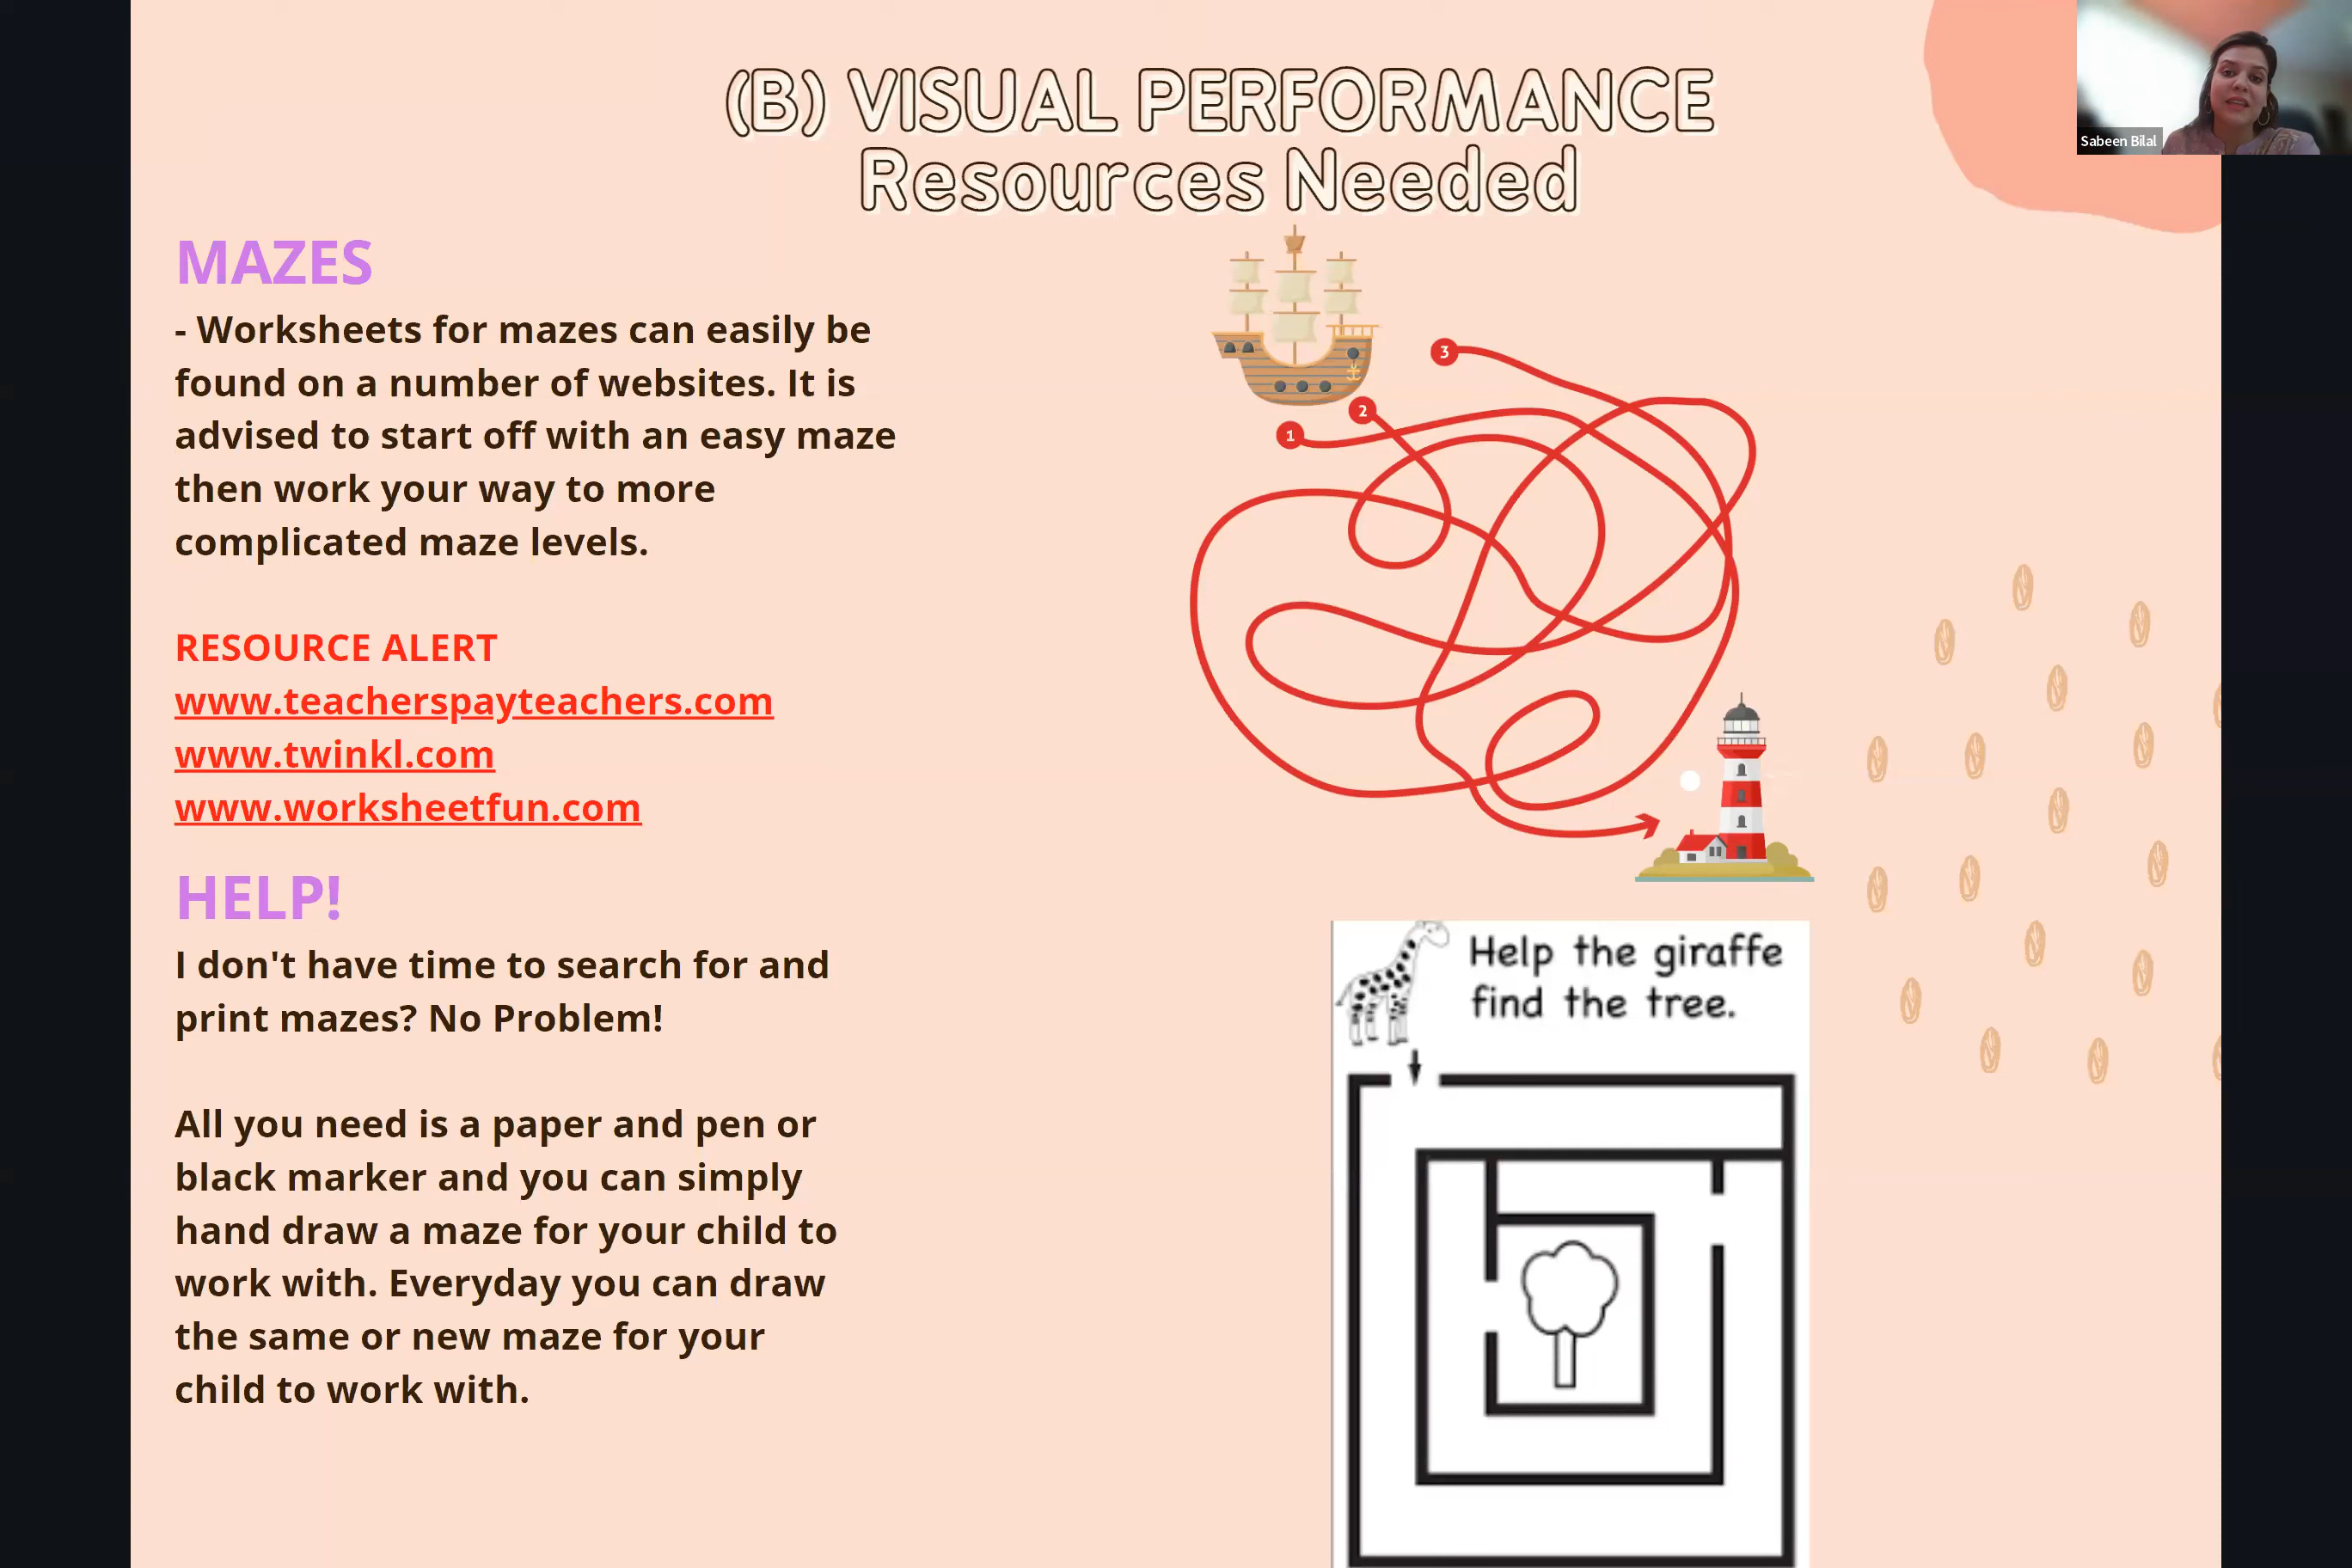 (B) VISUAL PERFORMANCE
Resources Needed
Sabeen Bilal
MAZES
- Worksheets for mazes can easily be
found on a number of websites. It is
advised to start off with an easy maze
then work your way to more
complicated maze levels.
RESOURCE ALERT
www.teacherspayteachers.com
www.twinkl.com
www.worksheetfun.com
HELP!
I don't have time to search for and
print mazes? No Problem!
All you need is a paper and pen or
black marker and you can simply
hand draw a maze for your child to
work with. Everyday you can draw
the same or new maze for your
child to work with.
3
2
1
Help the giraffe
find the tree.